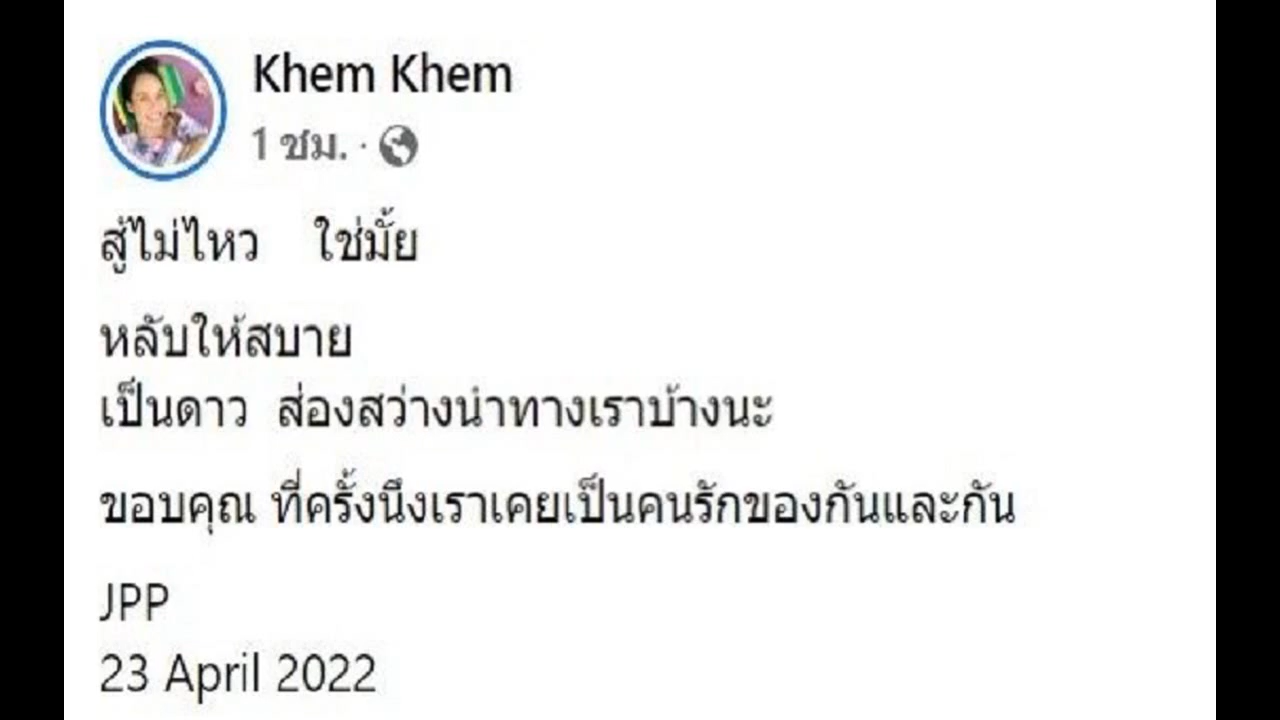 Khem Khem
1 ชม. ·
สู้ไม่ไหว ใช่มั้ย
หลับให้สบาย
เป็นดาว ส่องสว่างนำทางเราบ้างนะ
ขอบคุณ ที่ครั้งนึงเราเคยเป็นคนรักของกันและกัน
JPP
23 April 2022